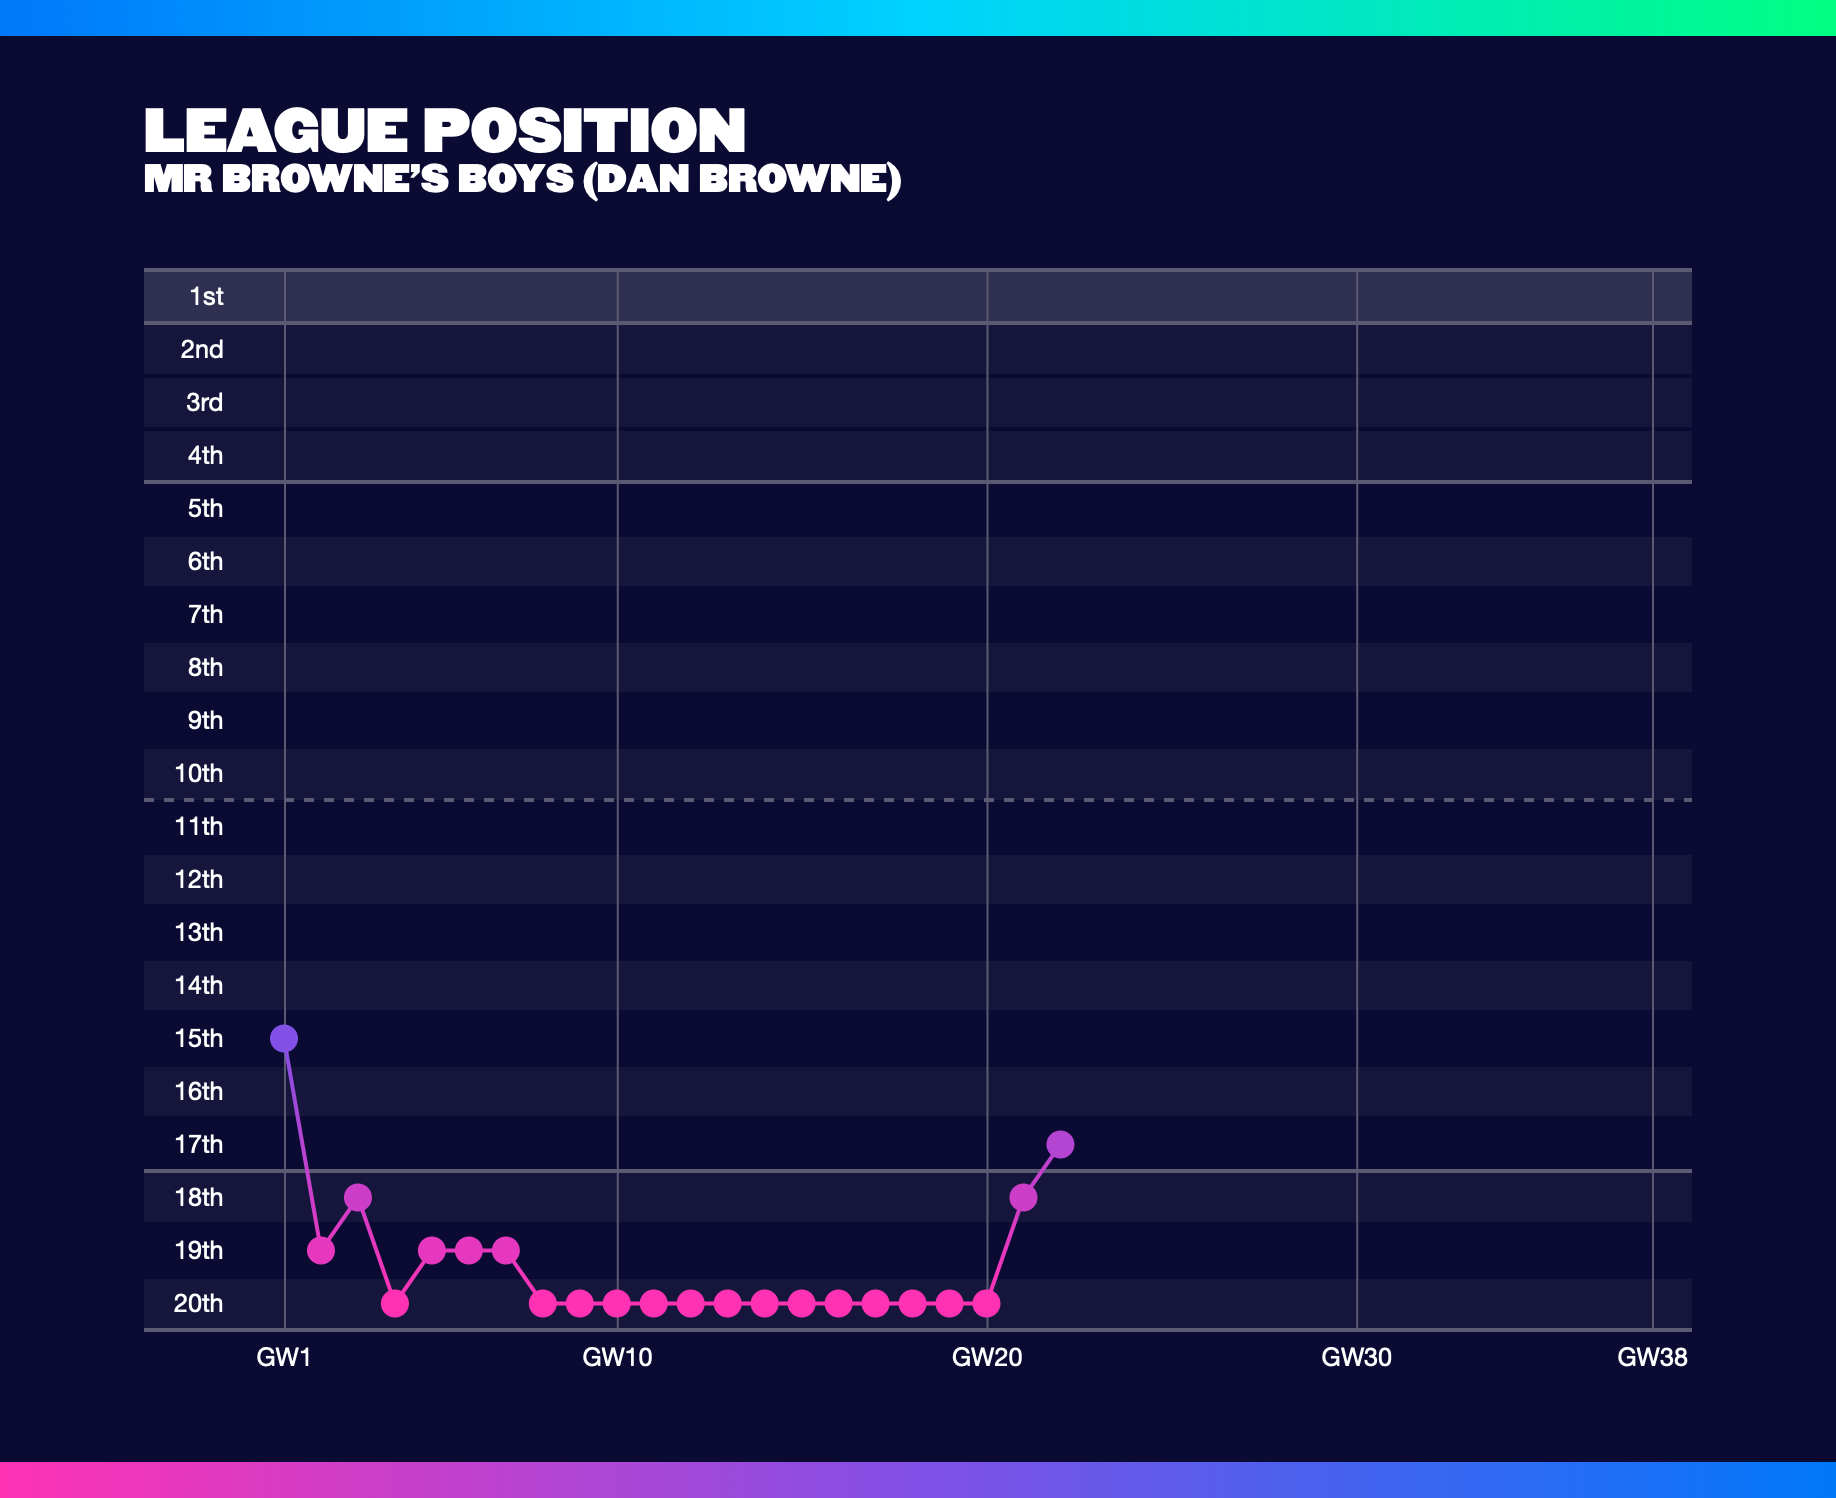 LEAGUE POSITION
MR BROWNE'S BOYS (DAN BROWNE)
1st
2nd
3rd
4th
5th
6th
7th
8th
9th
10th
11th
12th
13th
14th
15th
16th
17th
18th
19th
20th
GW1 GW10 GW20 GW30 GW38